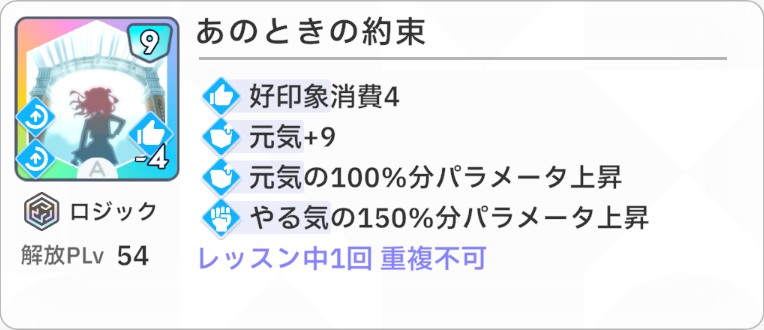 あのときの約束
9
A
-4
好印象消費4
元気+9
元気の100%分パラメータ上昇
やる気の150%分パラメータ上昇
レッスン中1回 重複不可
ロジック
解放PLv 54